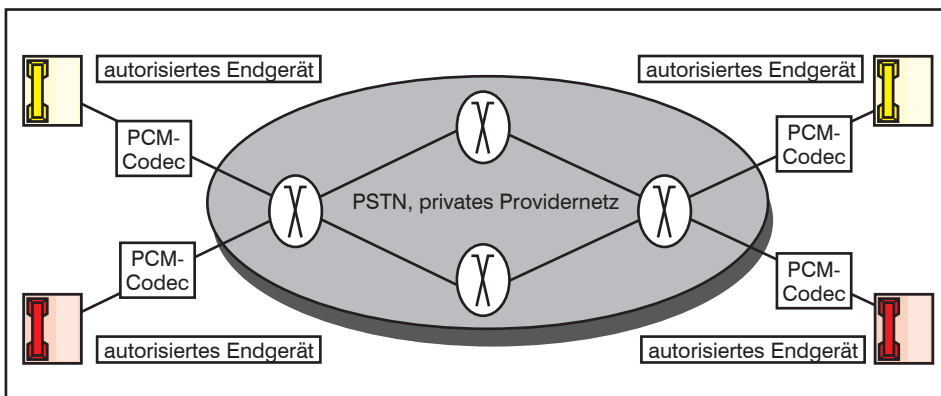 autorisiertes Endgerät
autorisiertes Endgerät
PCM-
Codec
PCM-
Codec
PSTN, privates Providernetz
PCM-
Codec
PCM-
Codec
autorisiertes Endgerät
autorisiertes Endgerät